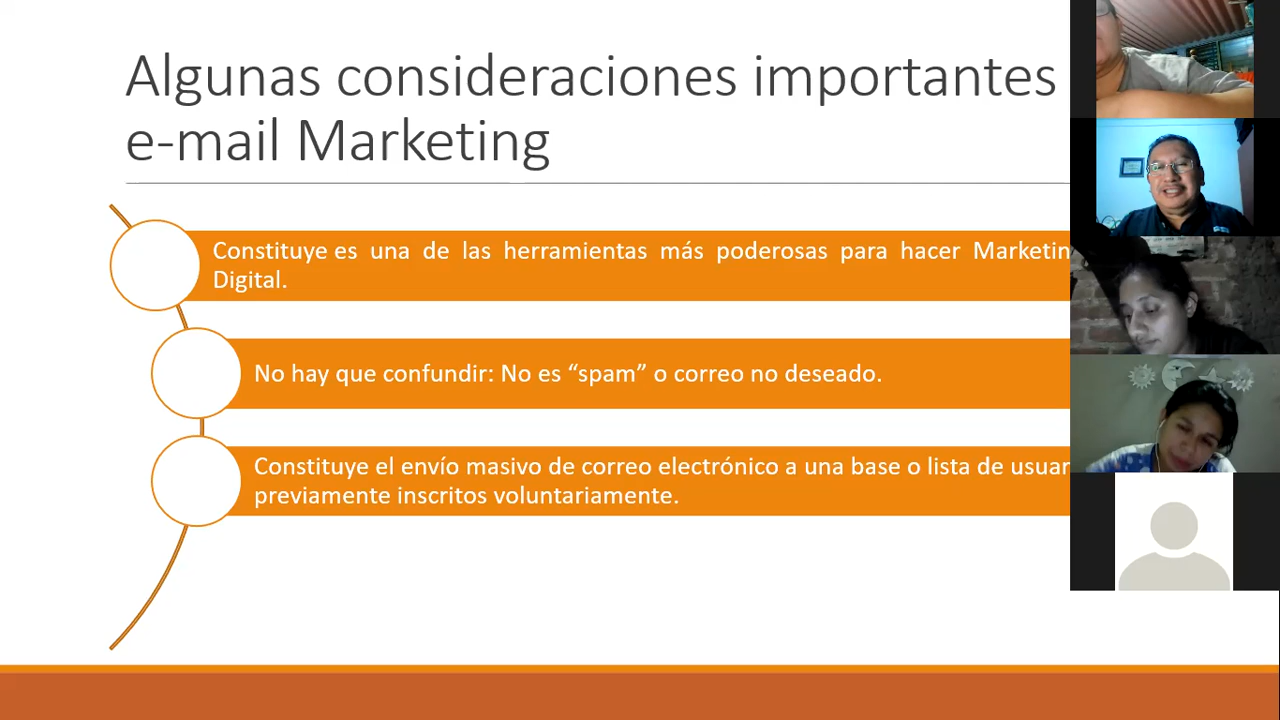 Algunas consideraciones importantes
e-mail Marketing
Constituye es una de las herramientas más poderosas para hacer
Digital.
No hay que confundir: No es “spam” o correo no deseado.
Constituye el envío masivo de correo electrónico a una base o lista de
previamente inscritos voluntariamente.